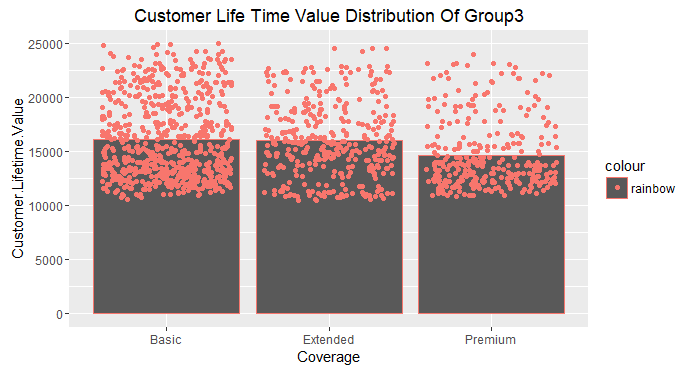 Customer Life Time Value Distribution Of Group3
25000
20000
15000
10000
5000
0
Customer.Lifetime.Value
Basic Extended Premium
Coverage
colour
rainbow